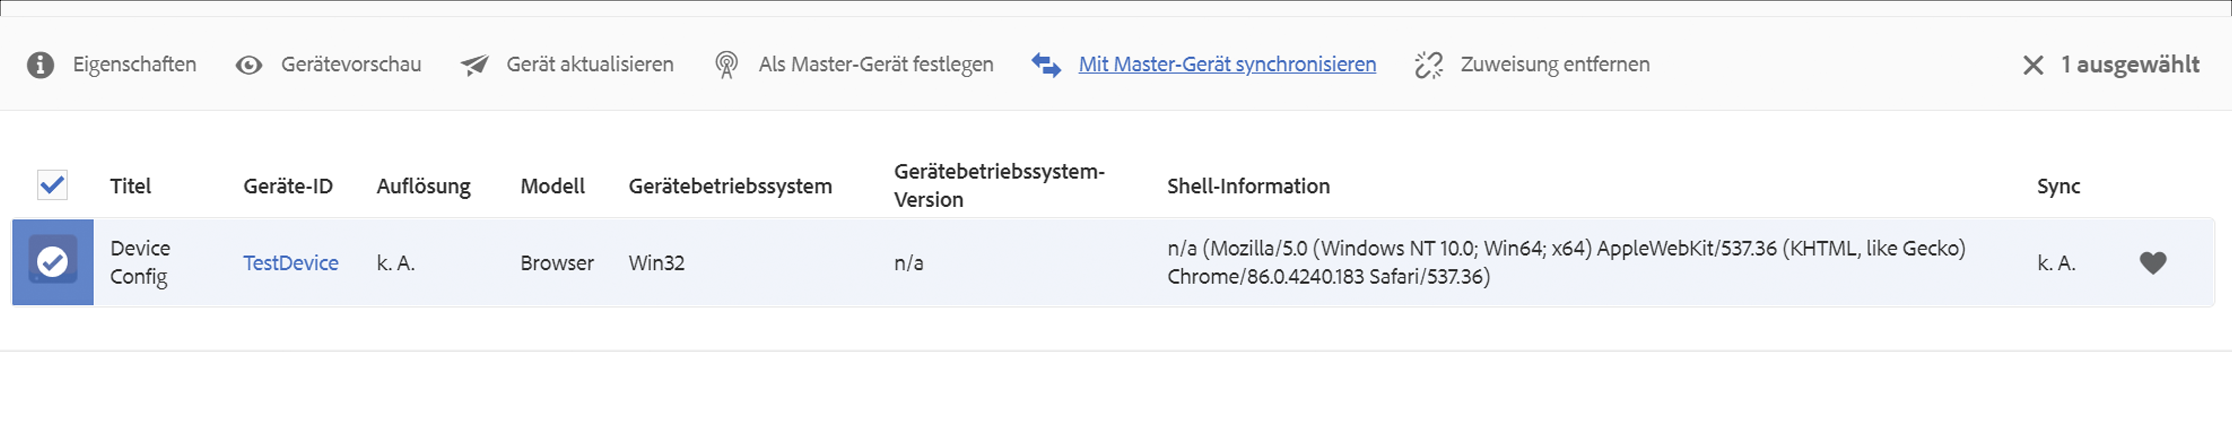 Eigenschaften Gerätevorschau Gerät aktualisieren Als Master-Gerät festlegen Mit Master-Gerät synchronisieren Zuweisung entfernen 1 ausgewählt
Titel Geräte-ID Auflösung Modell Gerätebetriebssystem Gerätebetriebssystem-
Version Shell-Information Sync
Device
Config TestDevice k. A. Browser Win32 n/a n/a (Mozilla/5.0 (Windows NT 10.0; Win64; x64) AppleWebKit/537.36 (KHTML, like Gecko)
Chrome/86.0.4240.183 Safari/537.36) k. A.